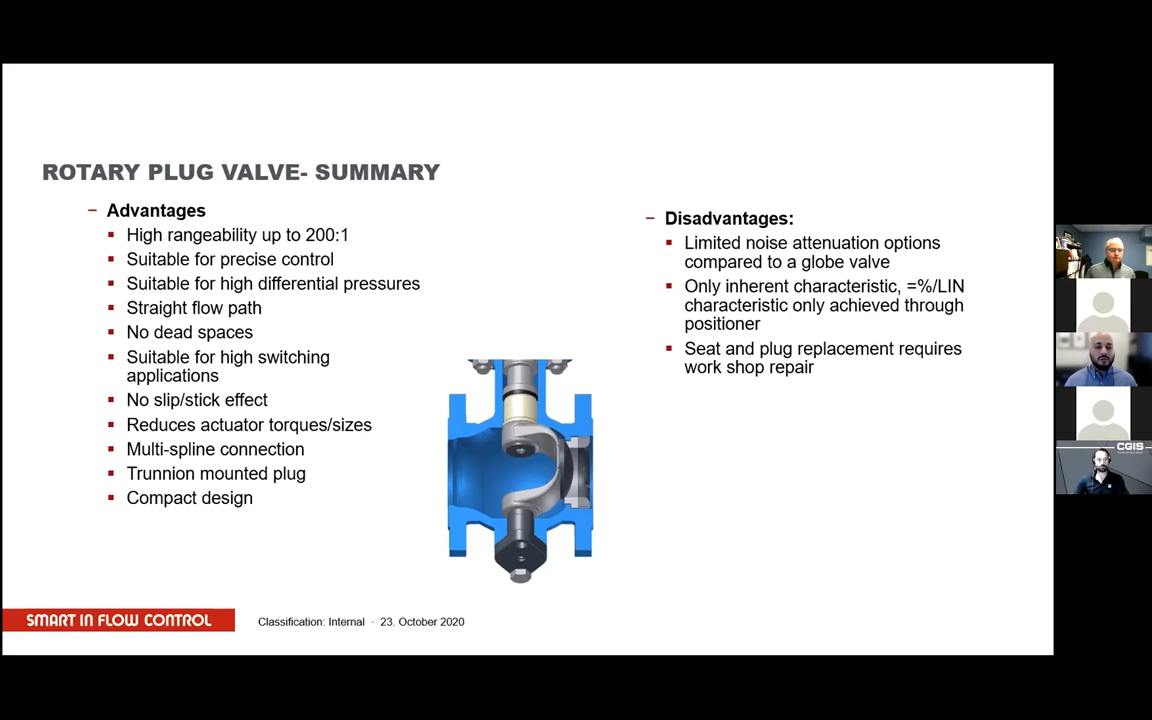 ROTARY PLUG VALVE- SUMMARY
– Advantages
▪ High rangeability up to 200:1
▪ Suitable for precise control
▪ Suitable for high differential pressures
▪ Straight flow path
▪ No dead spaces
▪ Suitable for high switching
applications
▪ No slip/stick effect
▪ Reduces actuator torques/sizes
▪ Multi-spline connection
▪ Trunnion mounted plug
▪ Compact design
– Disadvantages:
▪ Limited noise attenuation options
compared to a globe valve
▪ Only inherent characteristic, =%/LIN
characteristic only achieved through
positioner
▪ Seat and plug replacement requires
work shop repair
SMART IN FLOW CONTROL
Classification: Internal · 23. October 2020
CGIS